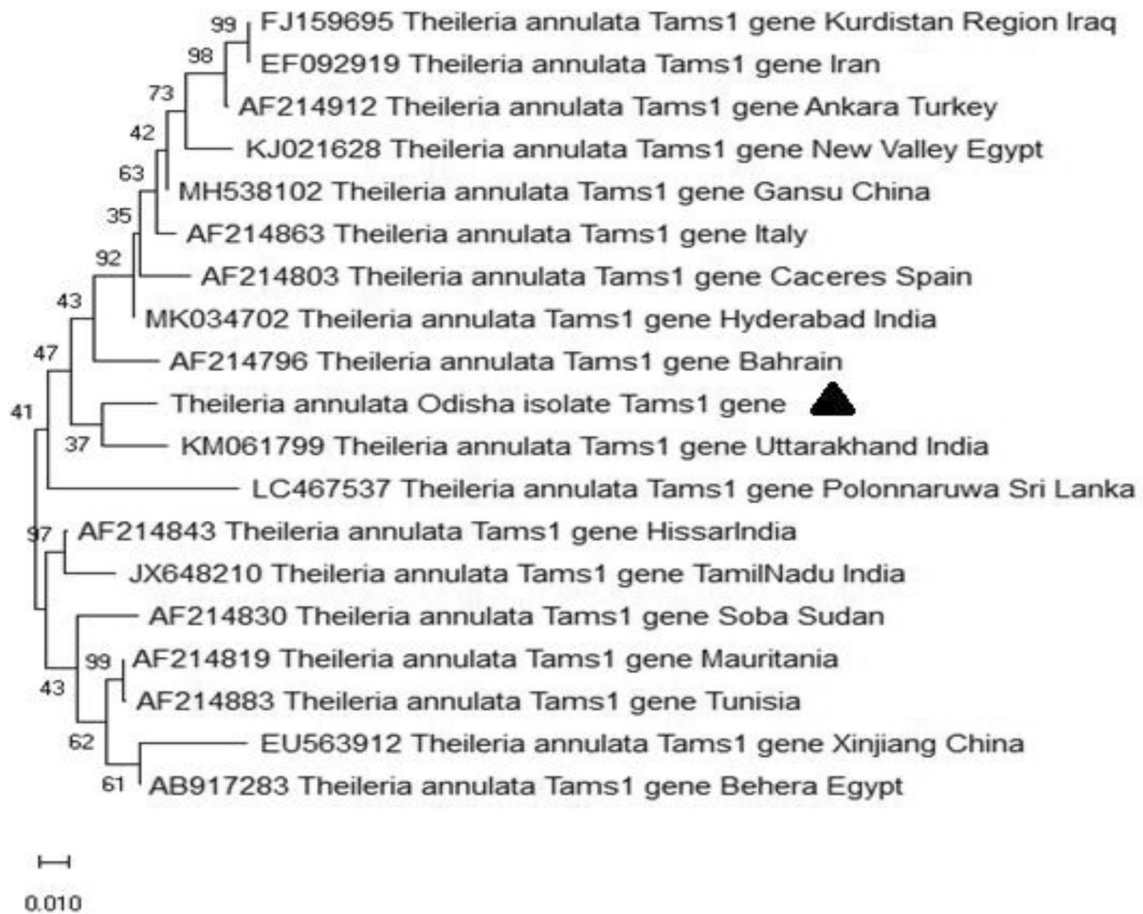 99 FJ159695 Theileria annulata Tams1 gene Kurdistan Region Iraq
98 EF092919 Theileria annulata Tams1 gene Iran
73 AF214912 Theileria annulata Tams1 gene Ankara Turkey
42 KJ021628 Theileria annulata Tams1 gene New Valley Egypt
63 MH538102 Theileria annulata Tams1 gene Gansu China
35 AF214863 Theileria annulata Tams1 gene Italy
92 AF214803 Theileria annulata Tams1 gene Caceres Spain
43 MK034702 Theileria annulata Tams1 gene Hyderabad India
47 AF214796 Theileria annulata Tams1 gene Bahrain
41 Theileria annulata Odisha isolate Tams1 gene
37 KM061799 Theileria annulata Tams1 gene Uttarakhand India
LC467537 Theileria annulata Tams1 gene Polonnaruwa Sri Lanka
97 AF214843 Theileria annulata Tams1 gene HissarIndia
JX648210 Theileria annulata Tams1 gene TamilNadu India
AF214830 Theileria annulata Tams1 gene Soba Sudan
99 AF214819 Theileria annulata Tams1 gene Mauritania
43 AF214883 Theileria annulata Tams1 gene Tunisia
62 EU563912 Theileria annulata Tams1 gene Xinjiang China
61 AB917283 Theileria annulata Tams1 gene Behera Egypt
0.010